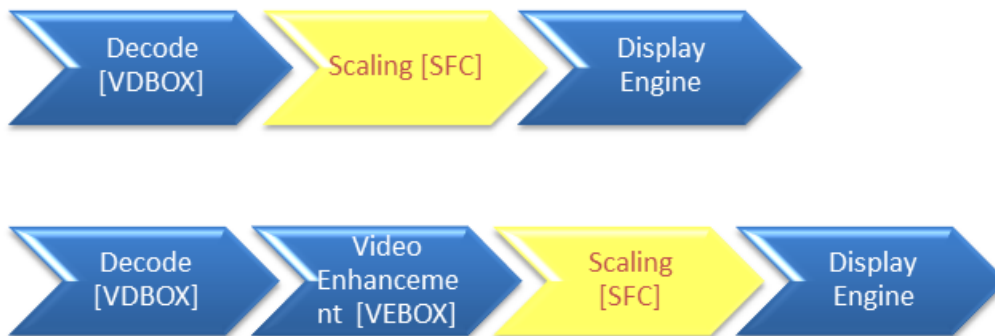 Decode
[VDBOX]
Scaling [SFC]
Display
Engine
Decode
[VDBOX]
Video
Enhanceme
nt [VEBOX]
Scaling
[SFC]
Display
Engine